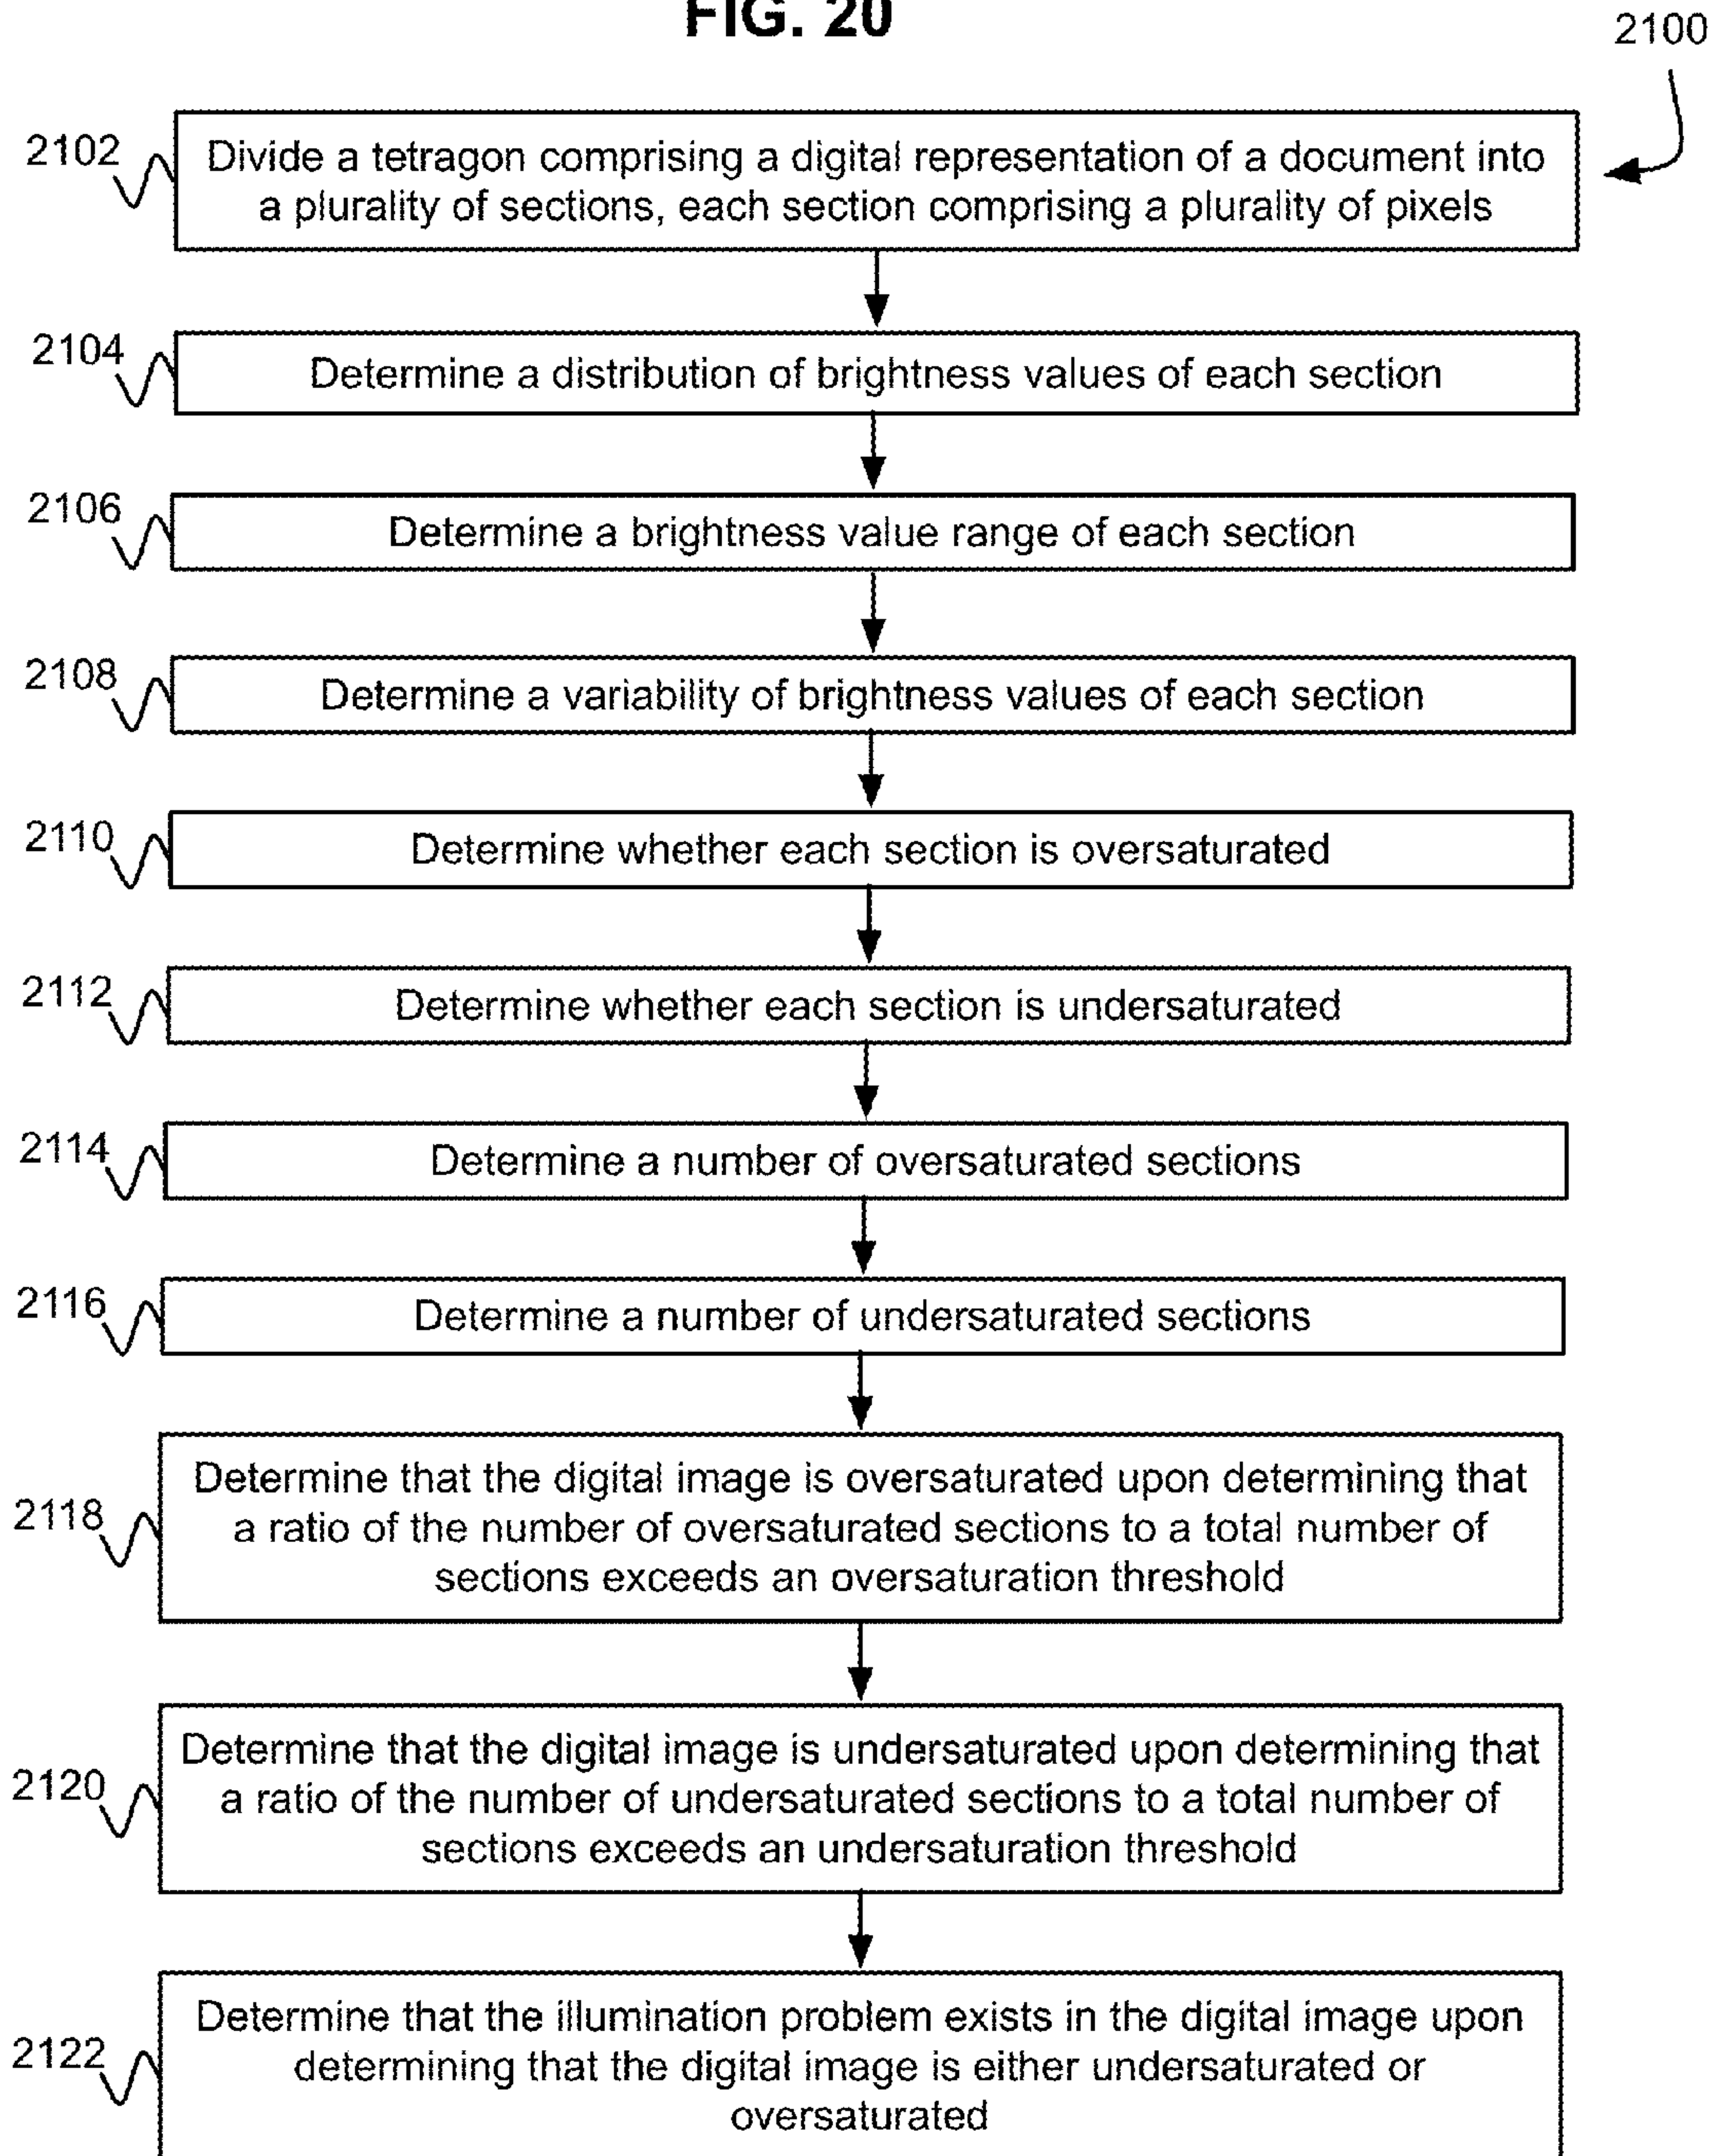 FIG. 20
2100
2102
Divide a tetragon comprising a digital representation of a document into
a plurality of sections, each section comprising a plurality of pixels
2104
Determine a distribution of brightness values of each section
2106
Determine a brightness value range of each section
2108
Determine a variability of brightness values of each section
2110
Determine whether each section is oversaturated
2112
Determine whether each section is undersaturated
2114
Determine a number of oversaturated sections
2116
Determine a number of undersaturated sections
2118
Determine that the digital image is oversaturated upon determining that
a ratio of the number of oversaturated sections to a total number of
sections exceeds an oversaturation threshold
2120
Determine that the digital image is undersaturated upon determining that
a ratio of the number of undersaturated sections to a total number of
sections exceeds an undersaturation threshold
2122
Determine that the illumination problem exists in the digital image upon
determining that the digital image is either undersaturated or
oversaturated